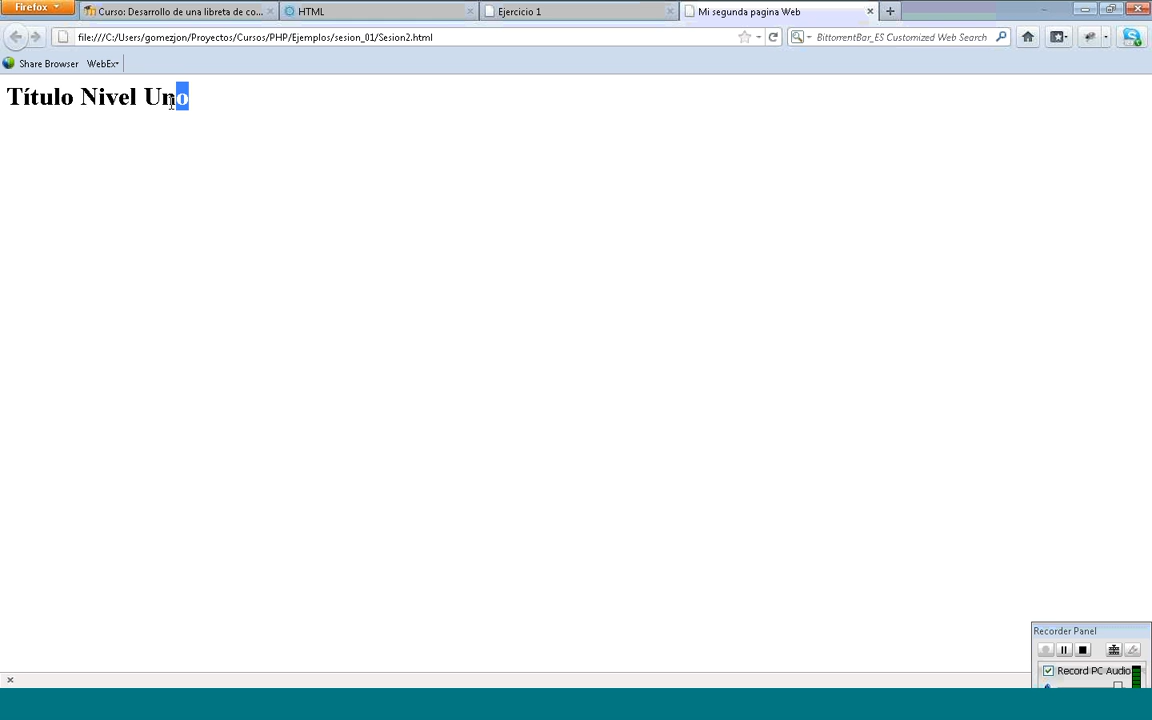 Firefox
Curso: Desarrollo de una libreta de co...
HTML
Ejercicio 1
Mi segunda pagina Web
file:///C:/Users/gomezjon/Proyectos/Cursos/PHP/Ejemplos/sesion_01/Sesion2.html
BittorrentBar_ES Customized Web Search
Share Browser WebEx
Título Nivel Uno
Recorder Panel
Record PC Audio